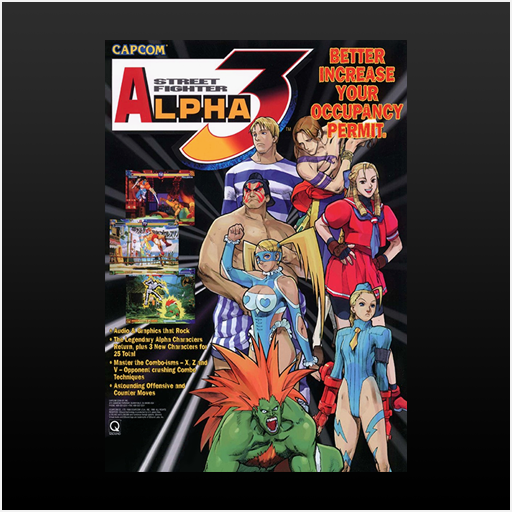 CAPCOM
BETTER
INCREASE
YOUR
OCCUPANCY
PERMIT.
STREET
FIGHTER
ALPHA 3
TM
• Audio & Graphics that Rock
• The Legendary Alpha Characters
Return, plus 3 New Characters for
25 Total
• Master the Combo-isms – X, Z and
V – Opponent crushing Combo
Techniques
• Astounding Offensive and
Counter Moves
Q